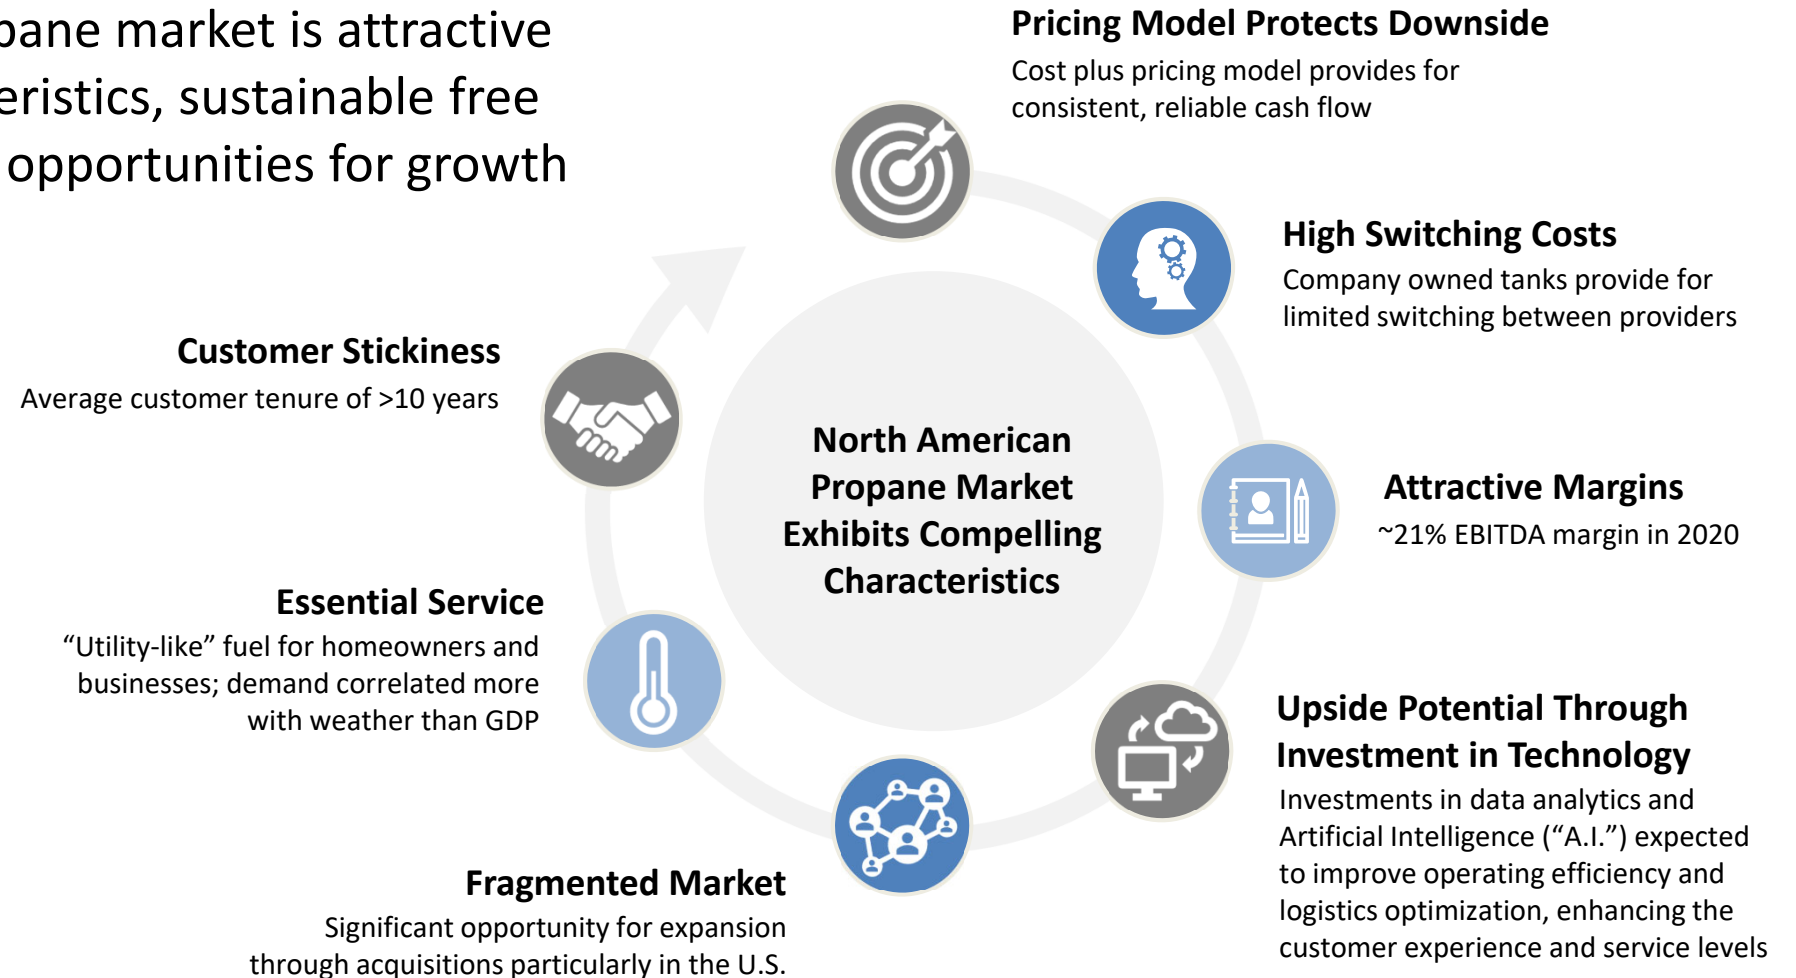 pane market is attractive
eristics, sustainable free
opportunities for growth
Pricing Model Protects Downside
Cost plus pricing model provides for
consistent, reliable cash flow
High Switching Costs
Company owned tanks provide for
limited switching between providers
Attractive Margins
~21% EBITDA margin in 2020
Upside Potential Through
Investment in Technology
Investments in data analytics and
Artificial Intelligence (“A.I.”) expected
to improve operating efficiency and
logistics optimization, enhancing the
customer experience and service levels
Fragmented Market
Significant opportunity for expansion
through acquisitions particularly in the U.S.
Essential Service
“Utility-like” fuel for homeowners and
businesses; demand correlated more
with weather than GDP
Customer Stickiness
Average customer tenure of >10 years
North American
Propane Market
Exhibits Compelling
Characteristics